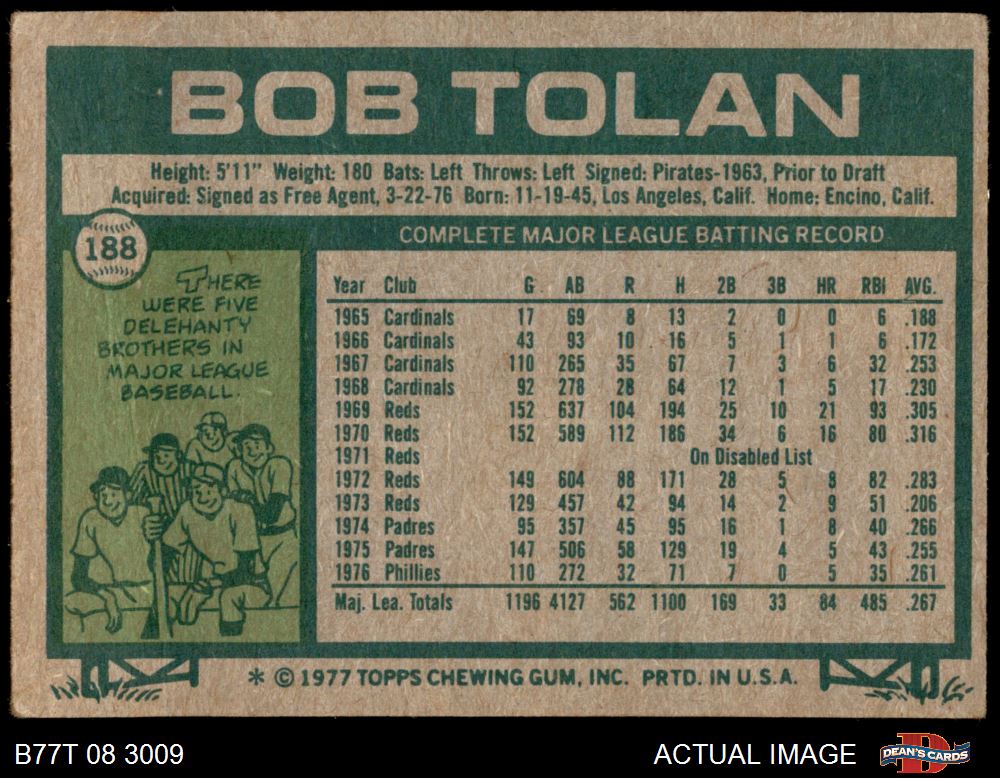 BOB TOLAN
Height: 5'11" Weight: 180 Bats: Left Throws: Left Signed: Pirates-1963, Prior to Draft
Acquired: Signed as Free Agent, 3-22-76 Born: 11-19-45, Los Angeles, Calif. Home: Encino, Calif.
188
THERE
WERE FIVE
DELEHANTY
BROTHERS IN
MAJOR LEAGUE
BASEBALL.
COMPLETE MAJOR LEAGUE BATTING RECORD
Year Club G AB R H 2B 3B HR RBI AVG.
1965 Cardinals 17 69 8 13 2 0 0 6 .188
1966 Cardinals 43 93 10 16 5 1 1 6 .172
1967 Cardinals 110 265 35 67 7 3 6 32 .253
1968 Cardinals 92 278 28 64 12 1 5 17 .230
1969 Reds 152 637 104 194 25 10 21 93 .305
1970 Reds 152 589 112 186 34 6 16 80 .316
1971 Reds On Disabled List
1972 Reds 149 604 88 171 28 5 8 82 .283
1973 Reds 129 457 42 94 14 2 9 51 .206
1974 Padres 95 357 45 95 16 1 8 40 .266
1975 Padres 147 506 58 129 19 4 5 43 .255
1976 Phillies 110 272 32 71 7 0 5 35 .261
Maj. Lea. Totals 1196 4127 562 1100 169 33 84 485 .267
* © 1977 TOPPS CHEWING GUM, INC. PRTD. IN U.S.A.
B77T 08 3009
ACTUAL IMAGE
D
DEAN'S CARDS